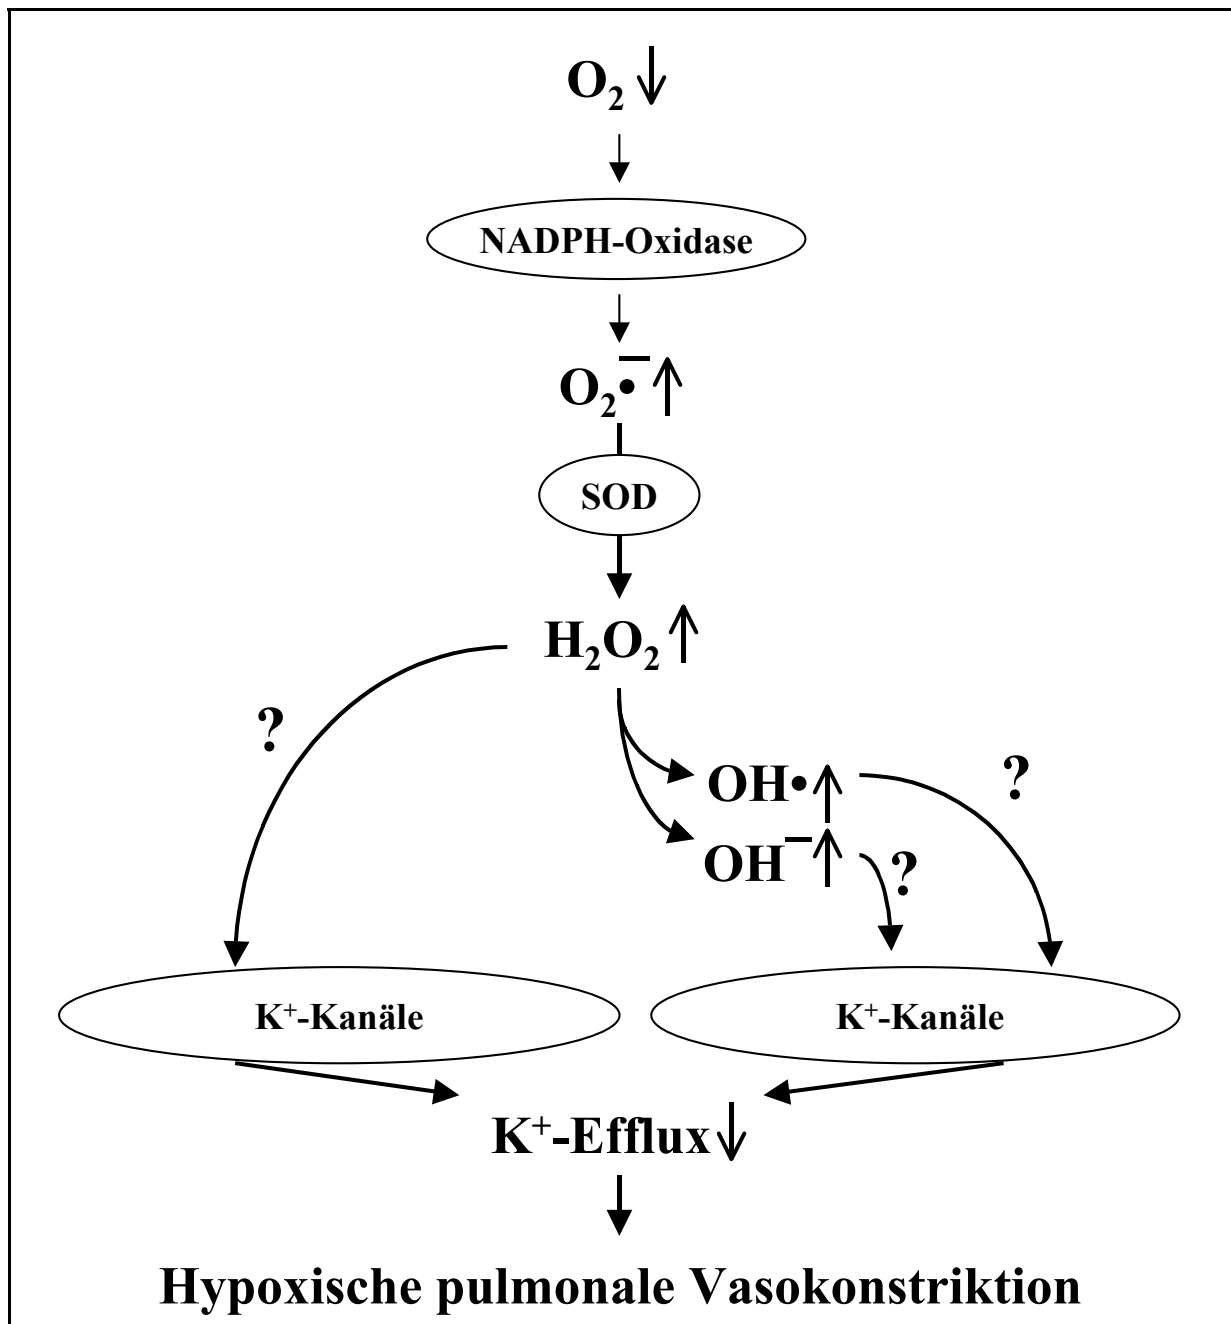 O₂ ↓
NADPH-Oxidase
O₂•⁻ ↑
SOD
H₂O₂ ↑
?
OH• ↑
?
OH⁻ ↑
?
K⁺-Kanäle
K⁺-Kanäle
K⁺-Efflux ↓
Hypoxische pulmonale Vasokonstriktion